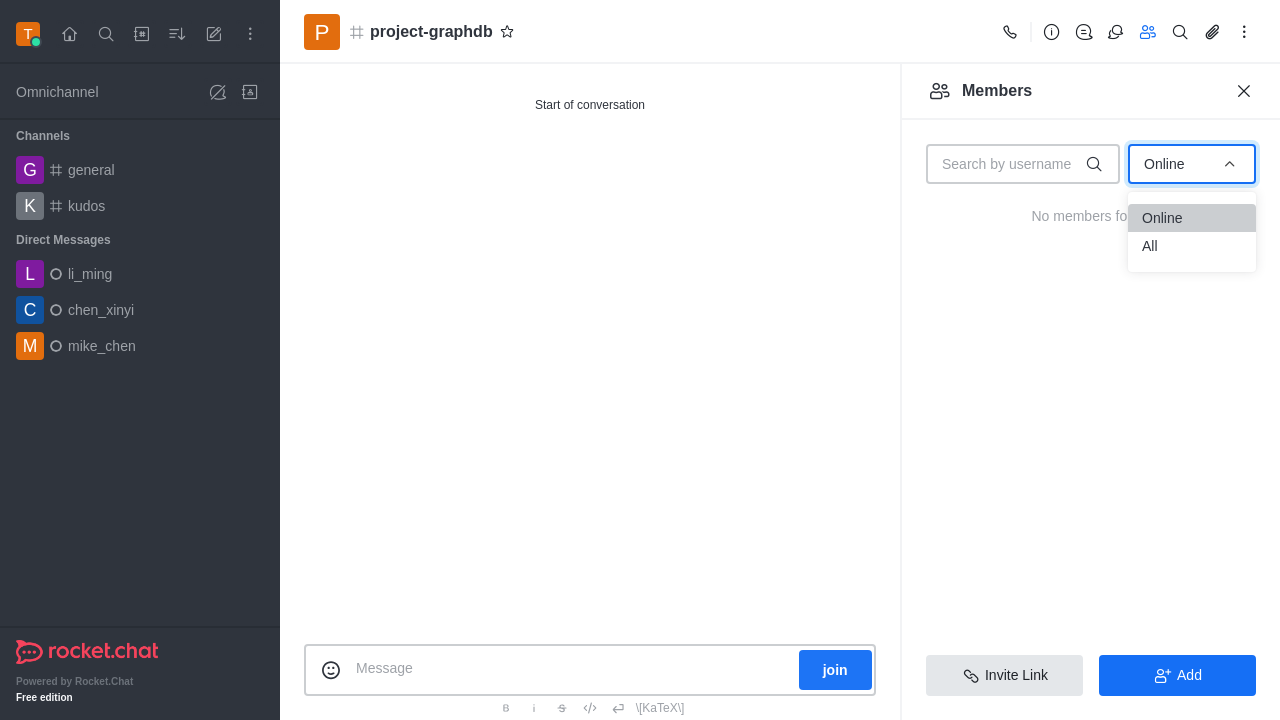 T
Omnichannel
Channels
G general
K kudos
Direct Messages
L li_ming
C chen_xinyi
M mike_chen
rocket.chat
Powered by Rocket.Chat
Free edition
P project-graphdb
Start of conversation
Message
join
B i S \[KaTeX\]
Members
Search by username
Online
No members fo
Online
All
Invite Link
Add